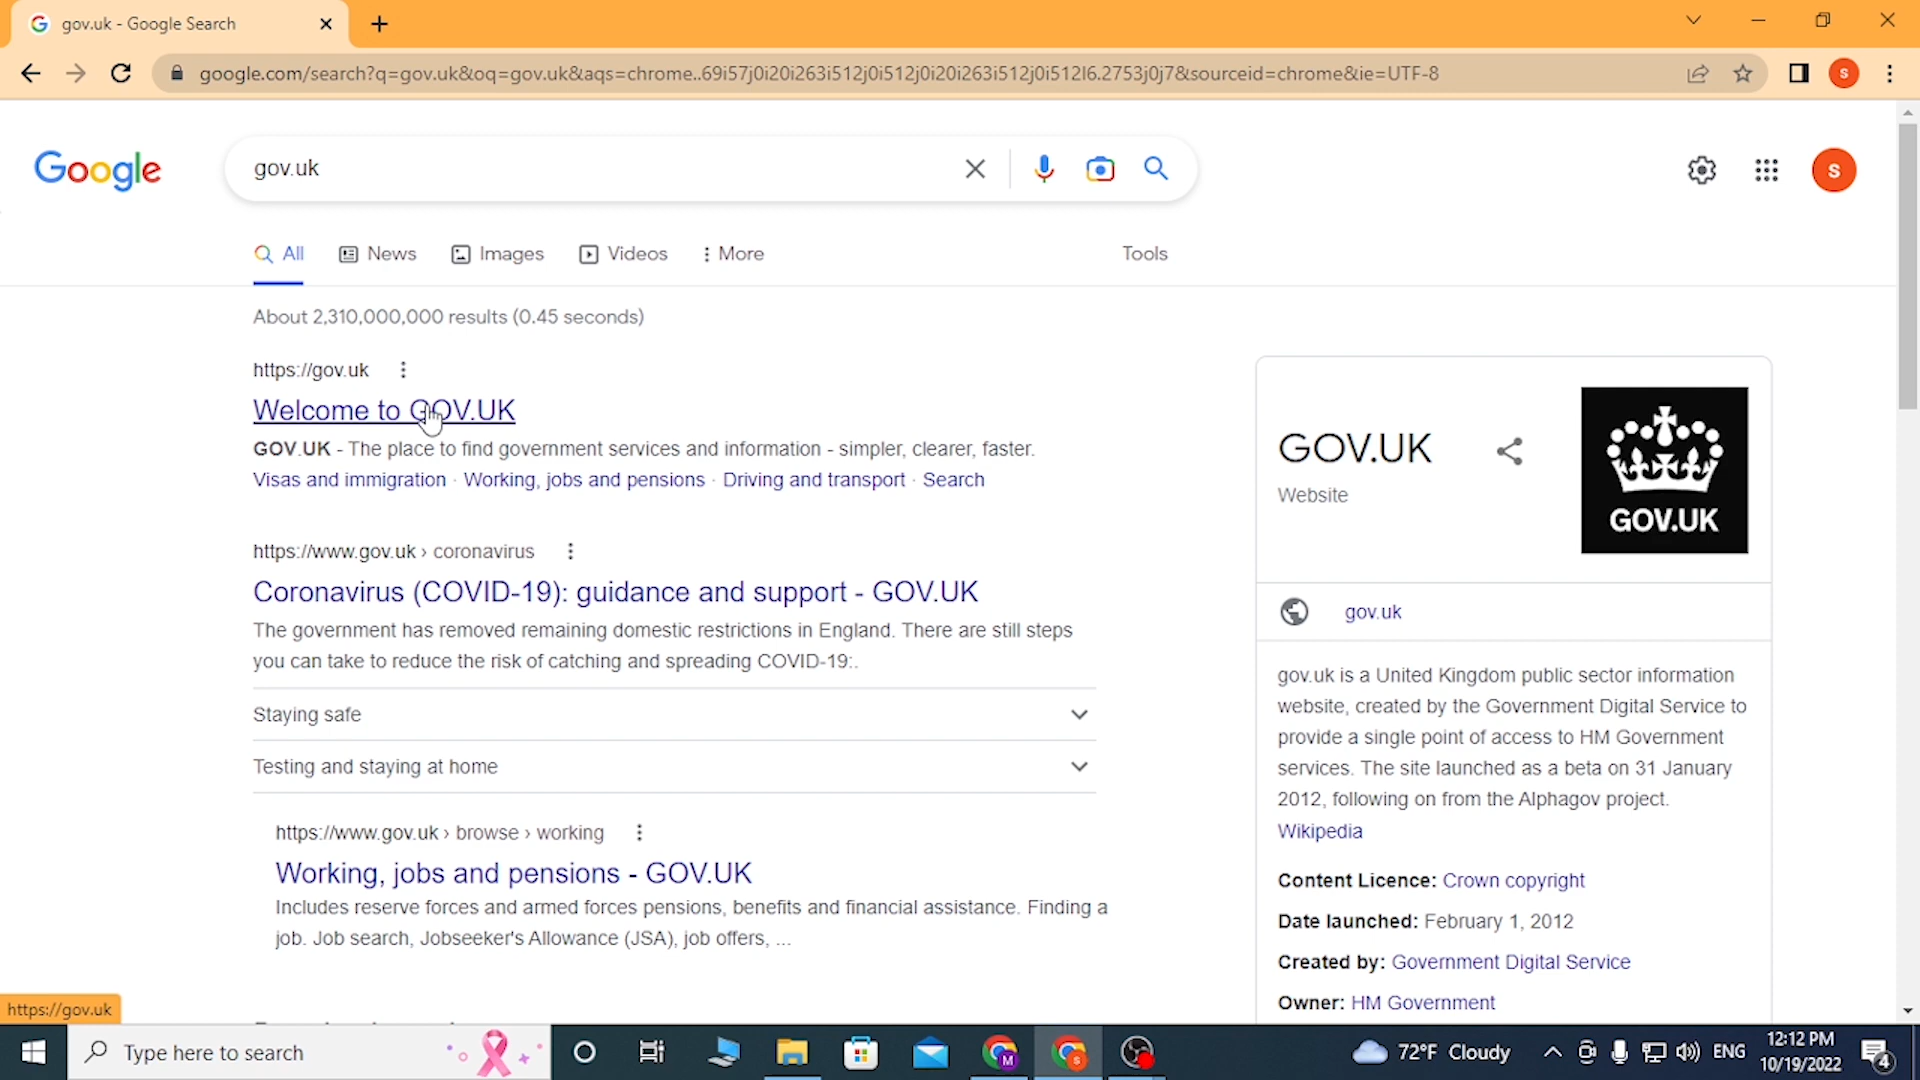 gov.uk - Google Search
google.com/search?q=gov.uk&oq=gov.uk&aqs=chrome..69i57j0i20i263i512j0i512j0i20i263i512j0i512l6.2753j0j7&sourceid=chrome&ie=UTF-8
S
Google
gov.uk
S
All
News
Images
Videos
More
Tools
About 2,310,000,000 results (0.45 seconds)
https://gov.uk
Welcome to GOV.UK
GOV.UK - The place to find government services and information - simpler, clearer, faster.
Visas and immigration · Working, jobs and pensions · Driving and transport · Search
https://www.gov.uk › coronavirus
Coronavirus (COVID-19): guidance and support - GOV.UK
The government has removed remaining domestic restrictions in England. There are still steps
you can take to reduce the risk of catching and spreading COVID-19:.
Staying safe
Testing and staying at home
https://www.gov.uk › browse › working
Working, jobs and pensions - GOV.UK
Includes reserve forces and armed forces pensions, benefits and financial assistance. Finding a
job. Job search, Jobseeker's Allowance (JSA), job offers, ...
GOV.UK
Website
GOV.UK
gov.uk
gov.uk is a United Kingdom public sector information
website, created by the Government Digital Service to
provide a single point of access to HM Government
services. The site launched as a beta on 31 January
2012, following on from the Alphagov project.
Wikipedia
Content Licence: Crown copyright
Date launched: February 1, 2012
Created by: Government Digital Service
Owner: HM Government
https://gov.uk
Type here to search
M
S
72°F Cloudy
ENG
12:12 PM
10/19/2022
4